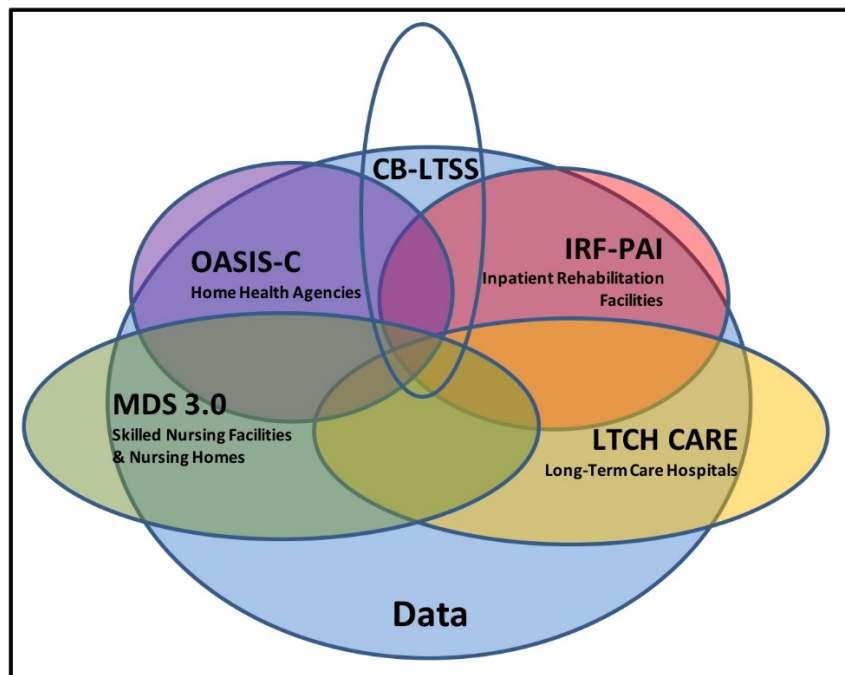 CB-LTSS
OASIS-C
Home Health Agencies
IRF-PAI
Inpatient Rehabilitation
Facilities
MDS 3.0
Skilled Nursing Facilities
& Nursing Homes
LTCH CARE
Long-Term Care Hospitals
Data